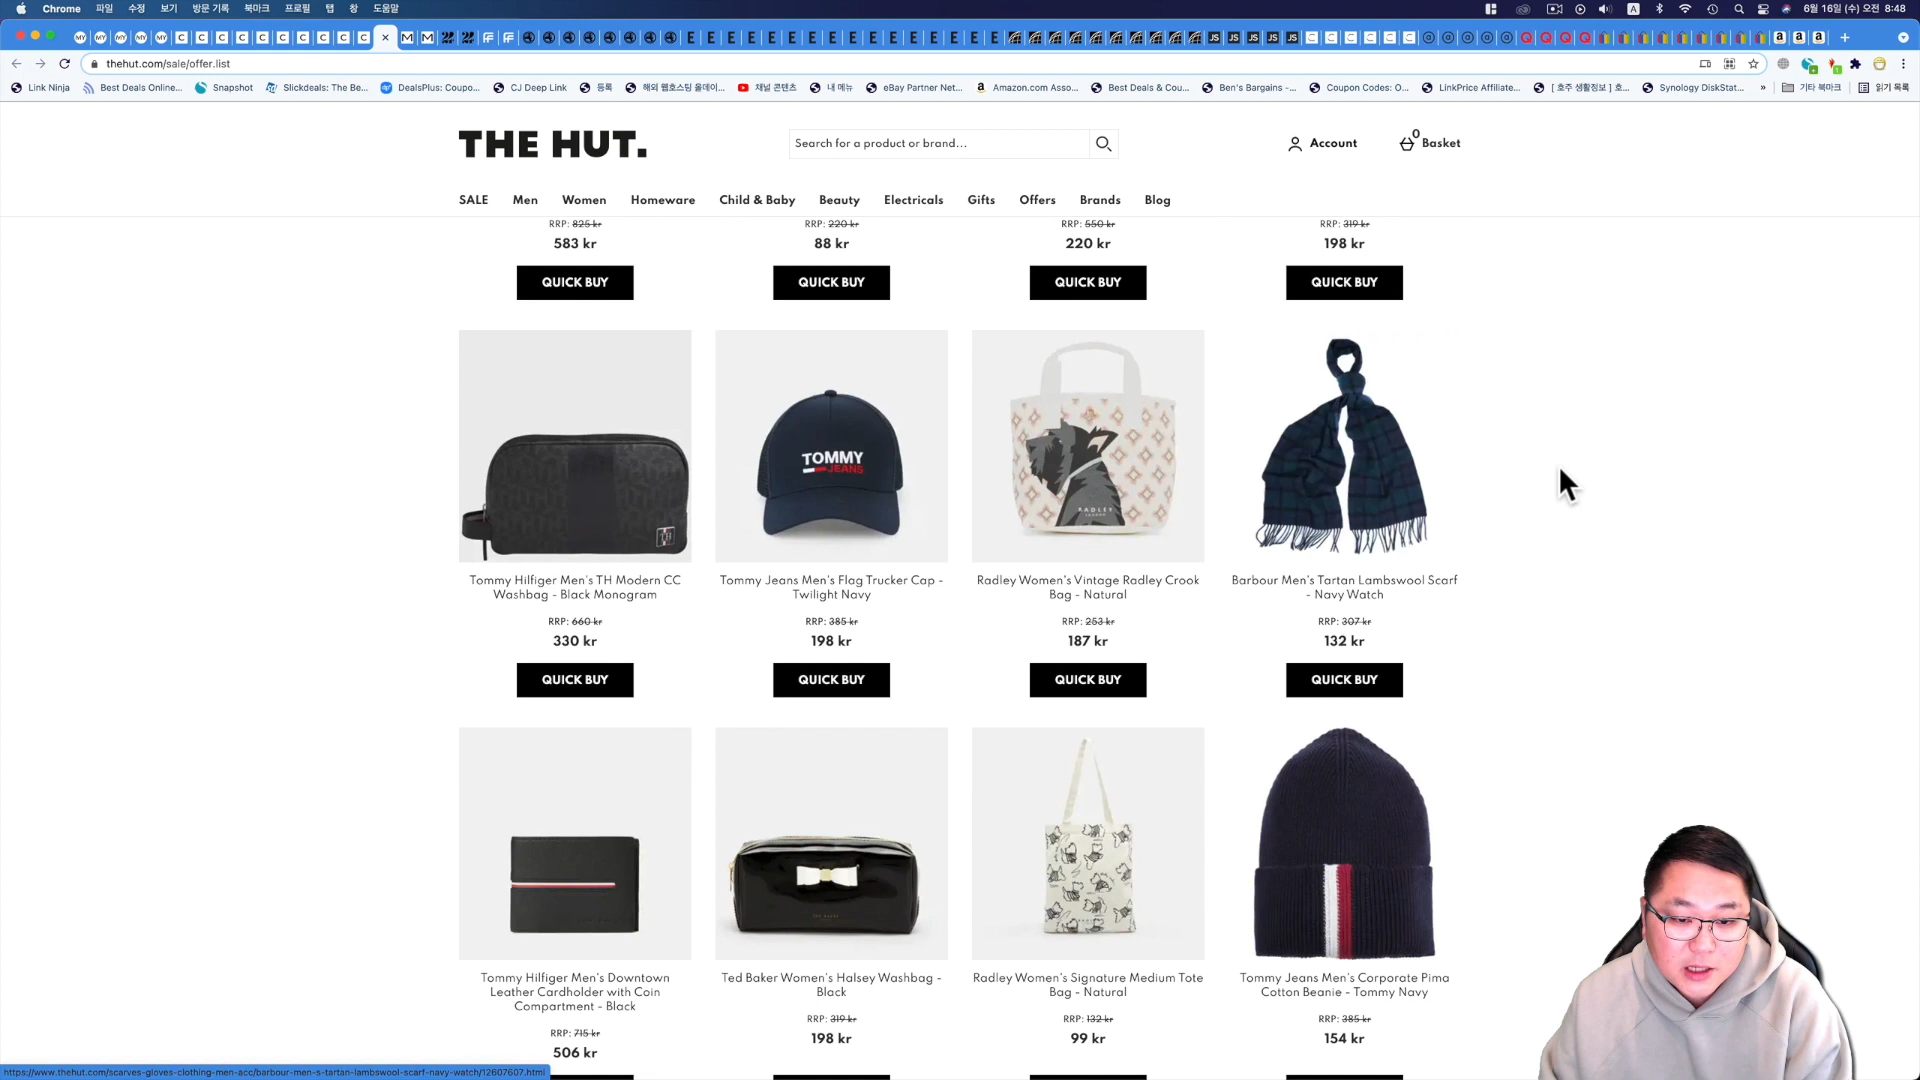 Chrome 파일 수정 보기 방문 기록 북마크 프로필 탭 창 도움말
6월 16일 (수) 오전 8:48
thehut.com/sale/offer.list
Link Ninja Best Deals Online... Snapshot Slickdeals: The Be... DealsPlus: Coupo... CJ Deep Link 등록 해외 웹호스팅 올데이... 채널 콘텐츠 내 메뉴 eBay Partner Net... Amazon.com Asso... Best Deals & Cou... Ben's Bargains -... Coupon Codes: O... LinkPrice Affiliate... [ 호주 생활정보 ] 호... Synology DiskStat... » 기타 북마크 읽기 목록
THE HUT.
Search for a product or brand...
Account
0
Basket
SALE Men Women Homeware Child & Baby Beauty Electricals Gifts Offers Brands Blog
RRP: 825 kr RRP: 220 kr RRP: 550 kr RRP: 319 kr
583 kr 88 kr 220 kr 198 kr
QUICK BUY QUICK BUY QUICK BUY QUICK BUY
TOMMY
JEANS
RADLEY
LONDON
Tommy Hilfiger Men's TH Modern CC
Washbag - Black Monogram
RRP: 660 kr
330 kr
QUICK BUY
Tommy Jeans Men's Flag Trucker Cap -
Twilight Navy
RRP: 385 kr
198 kr
QUICK BUY
Radley Women's Vintage Radley Crook
Bag - Natural
RRP: 253 kr
187 kr
QUICK BUY
Barbour Men's Tartan Lambswool Scarf
- Navy Watch
RRP: 307 kr
132 kr
QUICK BUY
Tommy Hilfiger Men's Downtown
Leather Cardholder with Coin
Compartment - Black
RRP: 715 kr
506 kr
Ted Baker Women's Halsey Washbag -
Black
RRP: 319 kr
198 kr
Radley Women's Signature Medium Tote
Bag - Natural
RRP: 132 kr
99 kr
Tommy Jeans Men's Corporate Pima
Cotton Beanie - Tommy Navy
RRP: 385 kr
154 kr
https://www.thehut.com/scarves-gloves-clothing-men-acc/barbour-men-s-tartan-lambswool-scarf-navy-watch/12607607.html